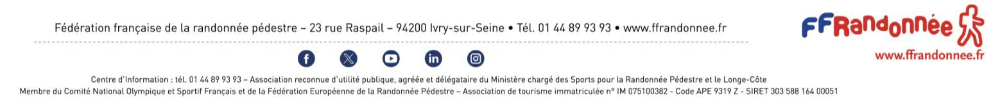 Fédération française de la randonnée pédestre – 23 rue Raspail – 94200 Ivry-sur-Seine • Tél. 01 44 89 93 93 • www.ffrandonnee.fr
FFRandonnée
www.ffrandonnee.fr
Centre d'Information : tél. 01 44 89 93 93 – Association reconnue d'utilité publique, agréée et délégataire du Ministère chargé des Sports pour la Randonnée Pédestre et le Longe-Côte
Membre du Comité National Olympique et Sportif Français et de la Fédération Européenne de la Randonnée Pédestre – Association de tourisme immatriculée n° IM 075100382 - Code APE 9319 Z - SIRET 303 588 164 00051